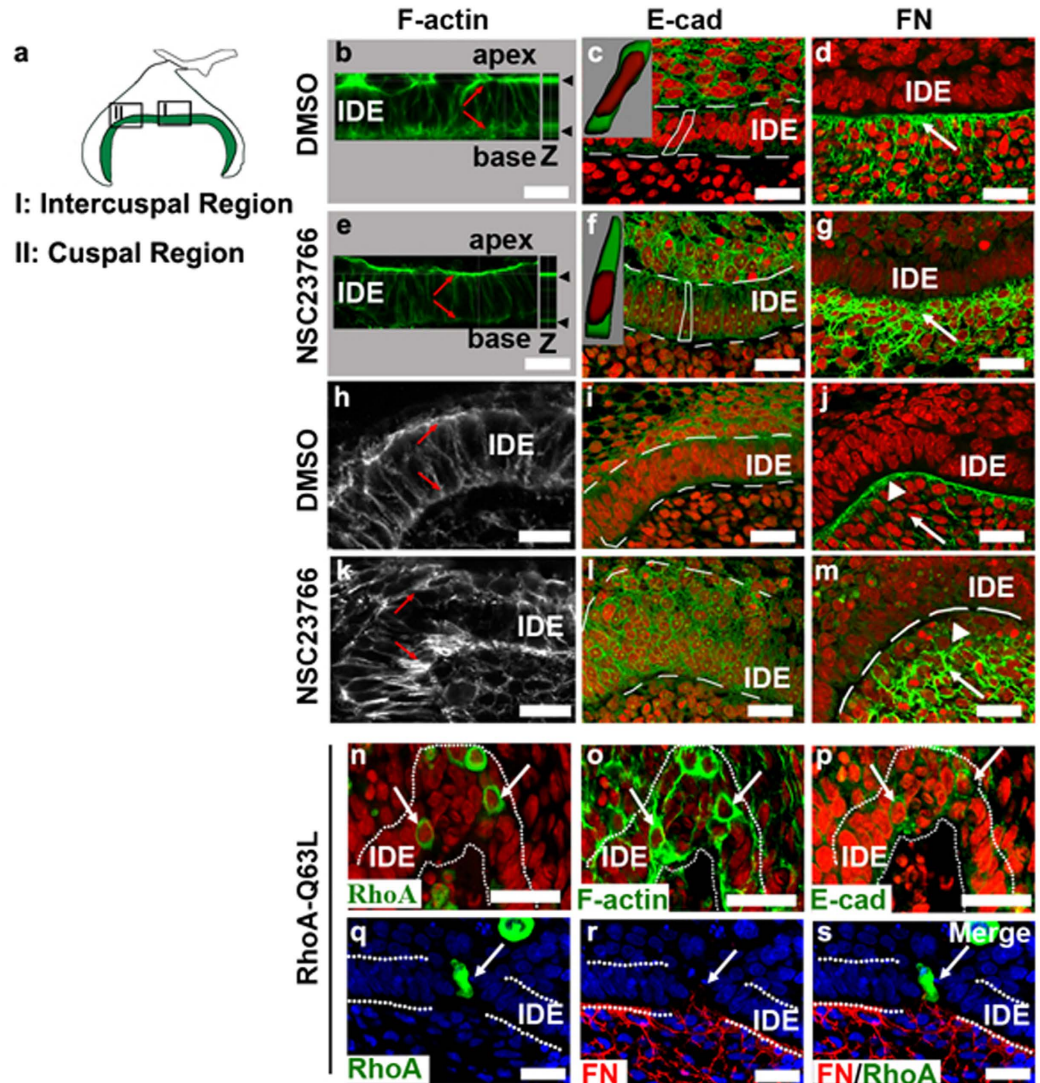 F-actin E-cad FN
a
II I
I: Intercuspal Region
II: Cuspal Region
DMSO
b apex
IDE
base Z
c
d
IDE
NSC23766
e apex
IDE
base Z
f
IDE
g
IDE
DMSO
h
IDE
i
IDE
j
IDE
NSC23766
k
IDE
l
IDE
m
IDE
RhoA-Q63L
n
IDE
RhoA
o
IDE
F-actin
p
IDE
E-cad
q
IDE
RhoA
r
IDE
FN
s Merge
IDE
FN/RhoA